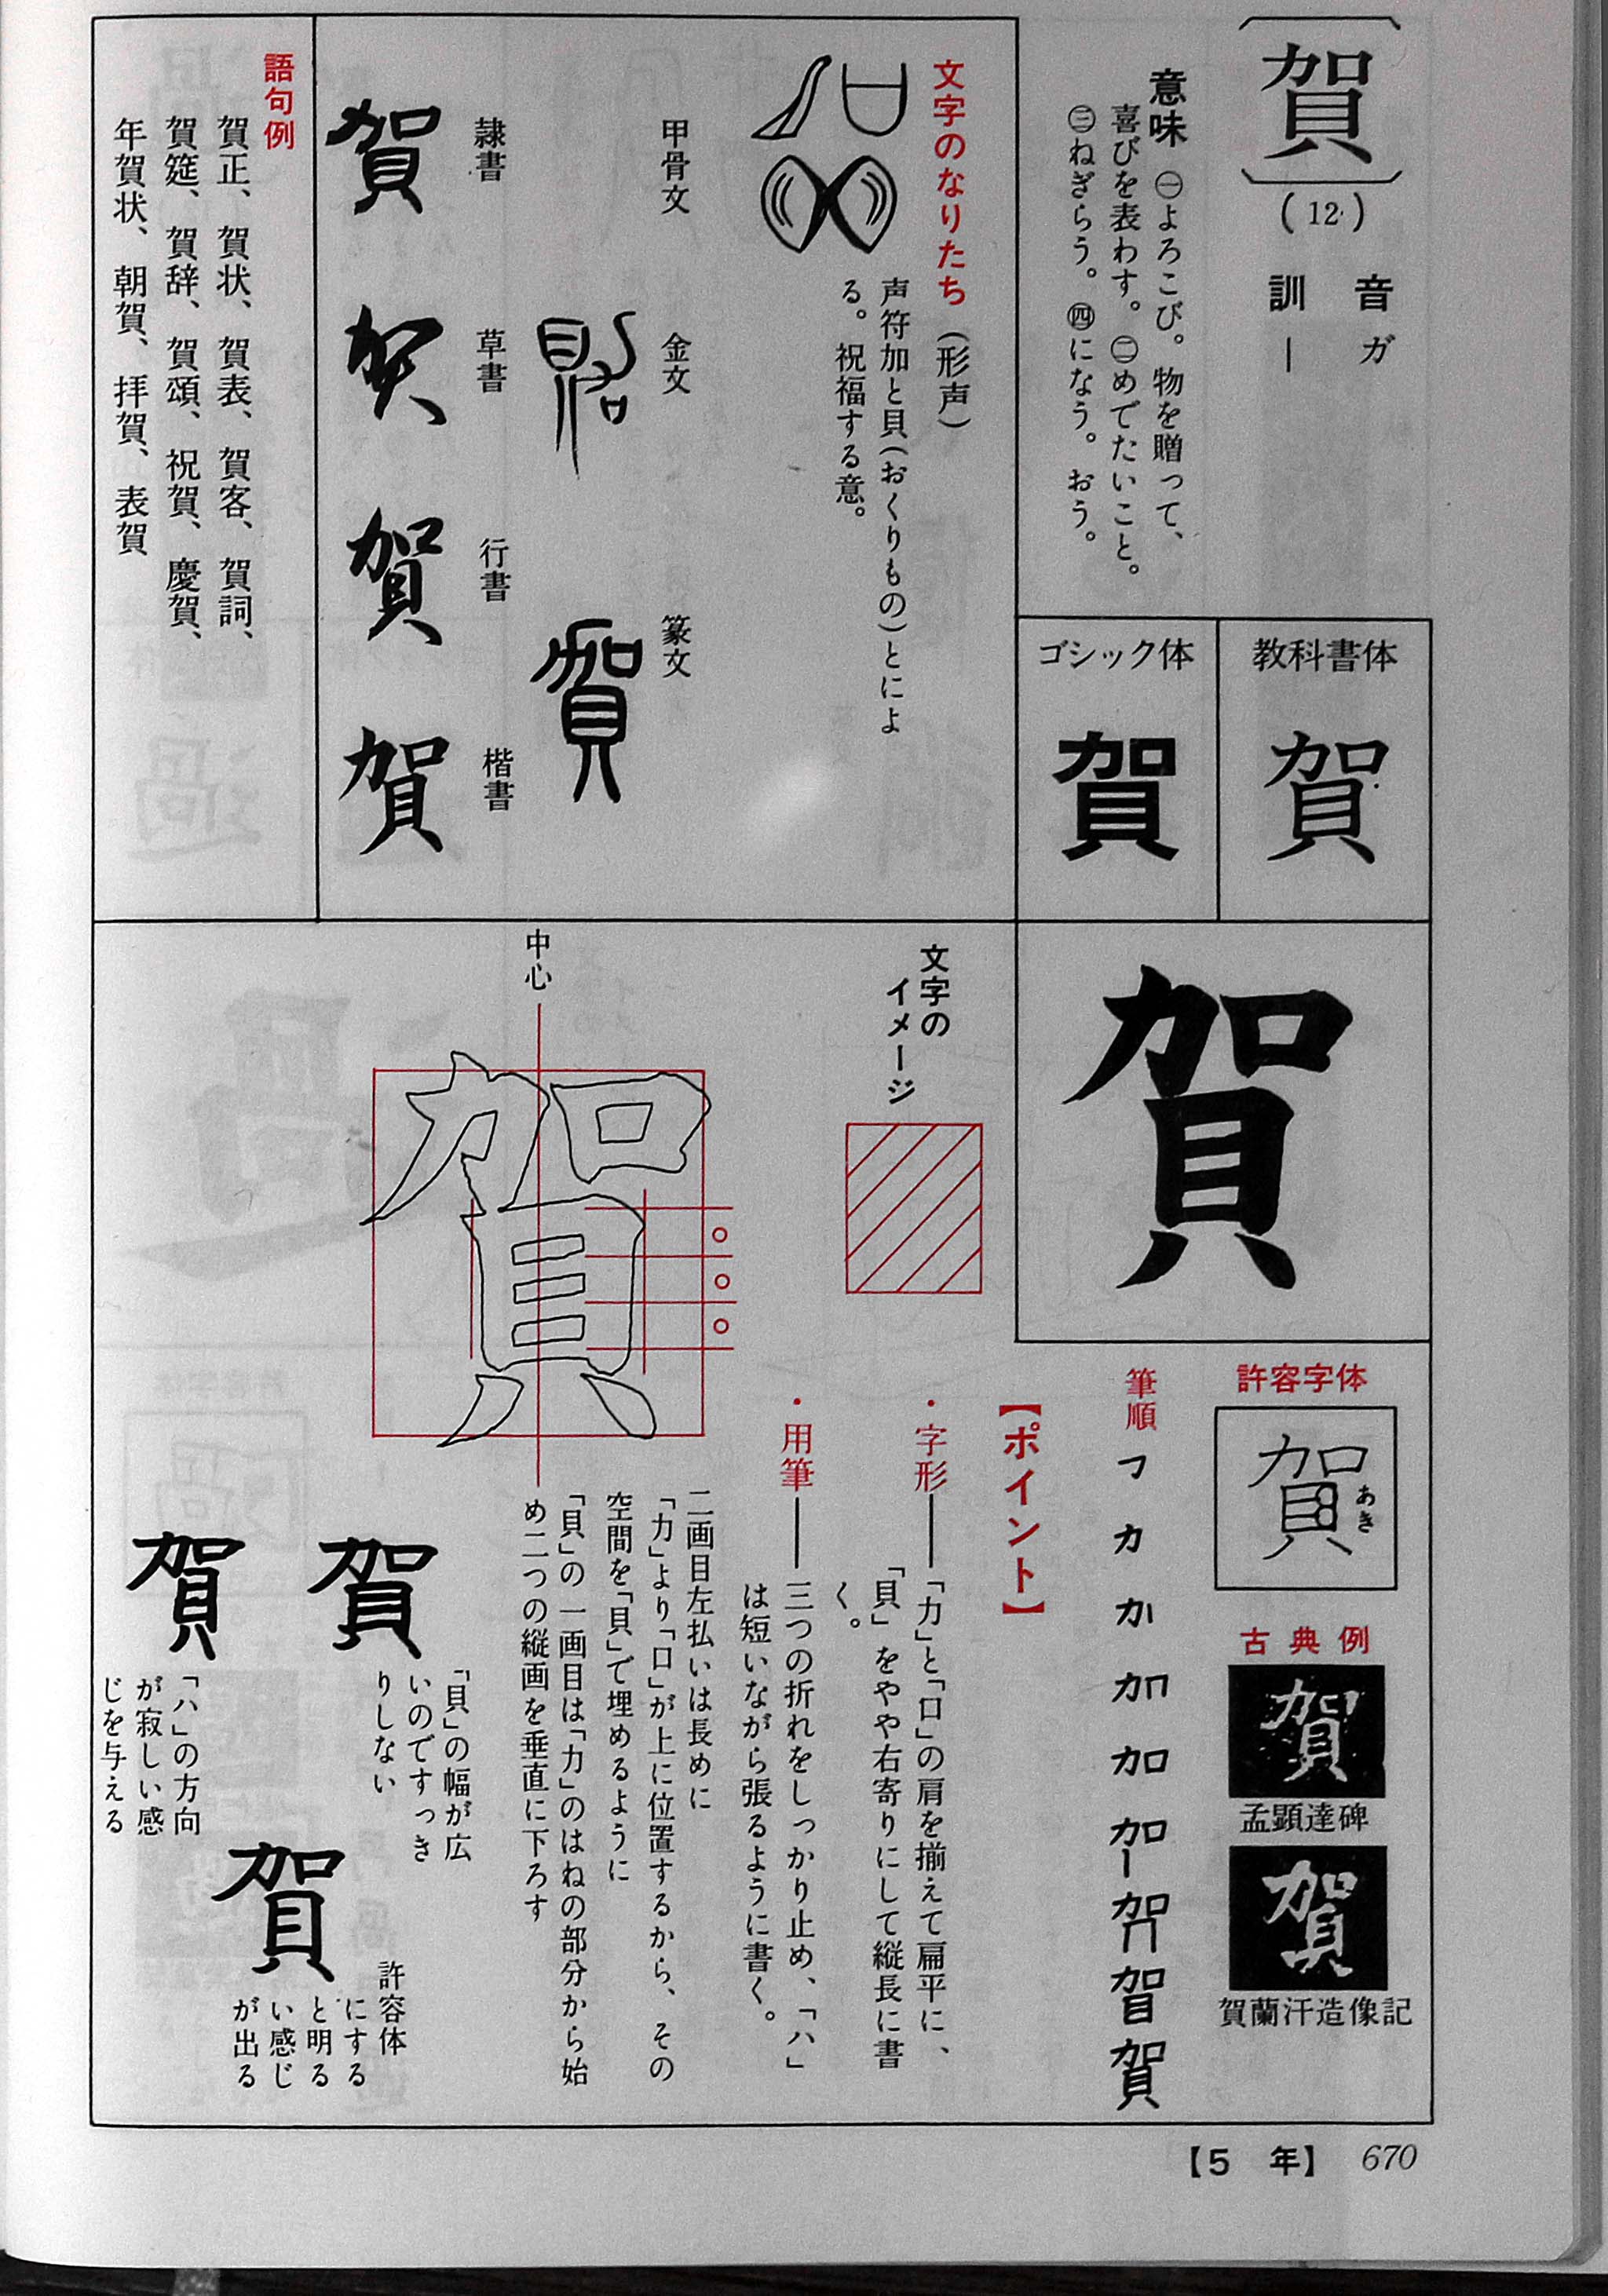 賀
(12)
音 ガ
訓 ―
意味 ㊀よろこび。物を贈って、
喜びを表わす。㊁めでたいこと。
㊂ねぎらう。㊃になう。おう。
教科書体
賀
ゴシック体
賀
文字のなりたち（形声）
声符加と貝（おくりもの）とによ
る。祝福する意。
甲骨文
金文
篆文
賀
隷書
賀
草書
賀
行書
賀
楷書
賀
語句例
賀正、賀状、賀表、賀客、賀詞、
賀筵、賀辞、賀頌、祝賀、慶賀、
年賀状、朝賀、拝賀、表賀
賀
文字の
イメージ
中心
賀
許容字体
賀
あき
古典例
賀
孟顕達碑
賀
賀蘭汗造像記
筆順
フ カ か 加 加 賀
【ポイント】
・字形――「力」と「口」の肩を揃えて扁平に、
「貝」をやや右寄りにして縦長に書
く。
・用筆――三つの折れをしっかり止め、「ハ」
は短いながら張るように書く。
二画目左払いは長めに
「力」より「口」が上に位置するから、その
空間を「貝」で埋めるように
「貝」の一画目は「力」のはねの部分から始
め二つの縦画を垂直に下ろす
賀
「貝」の幅が広
いのですっき
りしない
賀
「ハ」の方向
が寂しい感
じを与える
賀
許容体
にする
と明る
い感じ
が出る
【5 年】 670